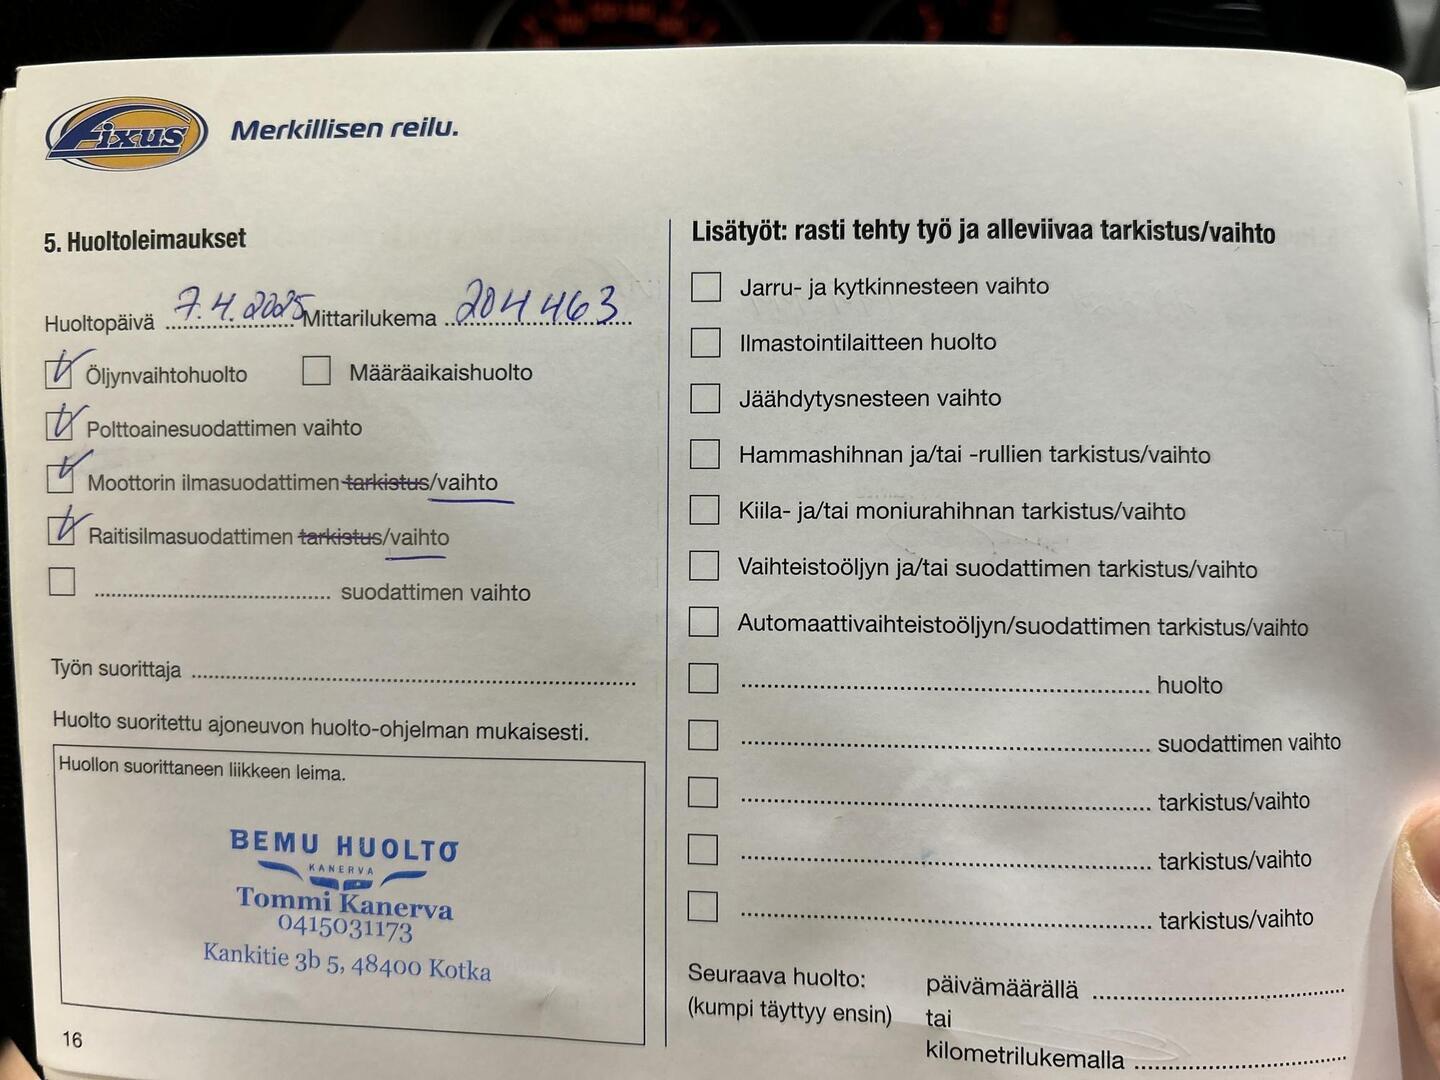 Fixus Merkillisen reilu.
5. Huoltoleimaukset
Huoltopäivä 7.4.2025 Mittarilukema 204463
Öljynvaihtohuolto Määräaikaishuolto
Polttoainesuodattimen vaihto
Moottorin ilmasuodattimen tarkistus/vaihto
Raitisilmasuodattimen tarkistus/vaihto
suodattimen vaihto
Työn suorittaja
Huolto suoritettu ajoneuvon huolto-ohjelman mukaisesti.
Huollon suorittaneen liikkeen leima.
BEMU HUOLTO
KANERVA
Tommi Kanerva
0415031173
Kankitie 3b 5, 48400 Kotka
16
Lisätyöt: rasti tehty työ ja alleviivaa tarkistus/vaihto
Jarru- ja kytkinnesteen vaihto
Ilmastointilaitteen huolto
Jäähdytysnesteen vaihto
Hammashihnan ja/tai -rullien tarkistus/vaihto
Kiila- ja/tai moniurahihnan tarkistus/vaihto
Vaihteistoöljyn ja/tai suodattimen tarkistus/vaihto
Automaattivaihteistoöljyn/suodattimen tarkistus/vaihto
huolto
suodattimen vaihto
tarkistus/vaihto
tarkistus/vaihto
tarkistus/vaihto
Seuraava huolto: päivämäärällä
(kumpi täyttyy ensin) tai
kilometrilukemalla